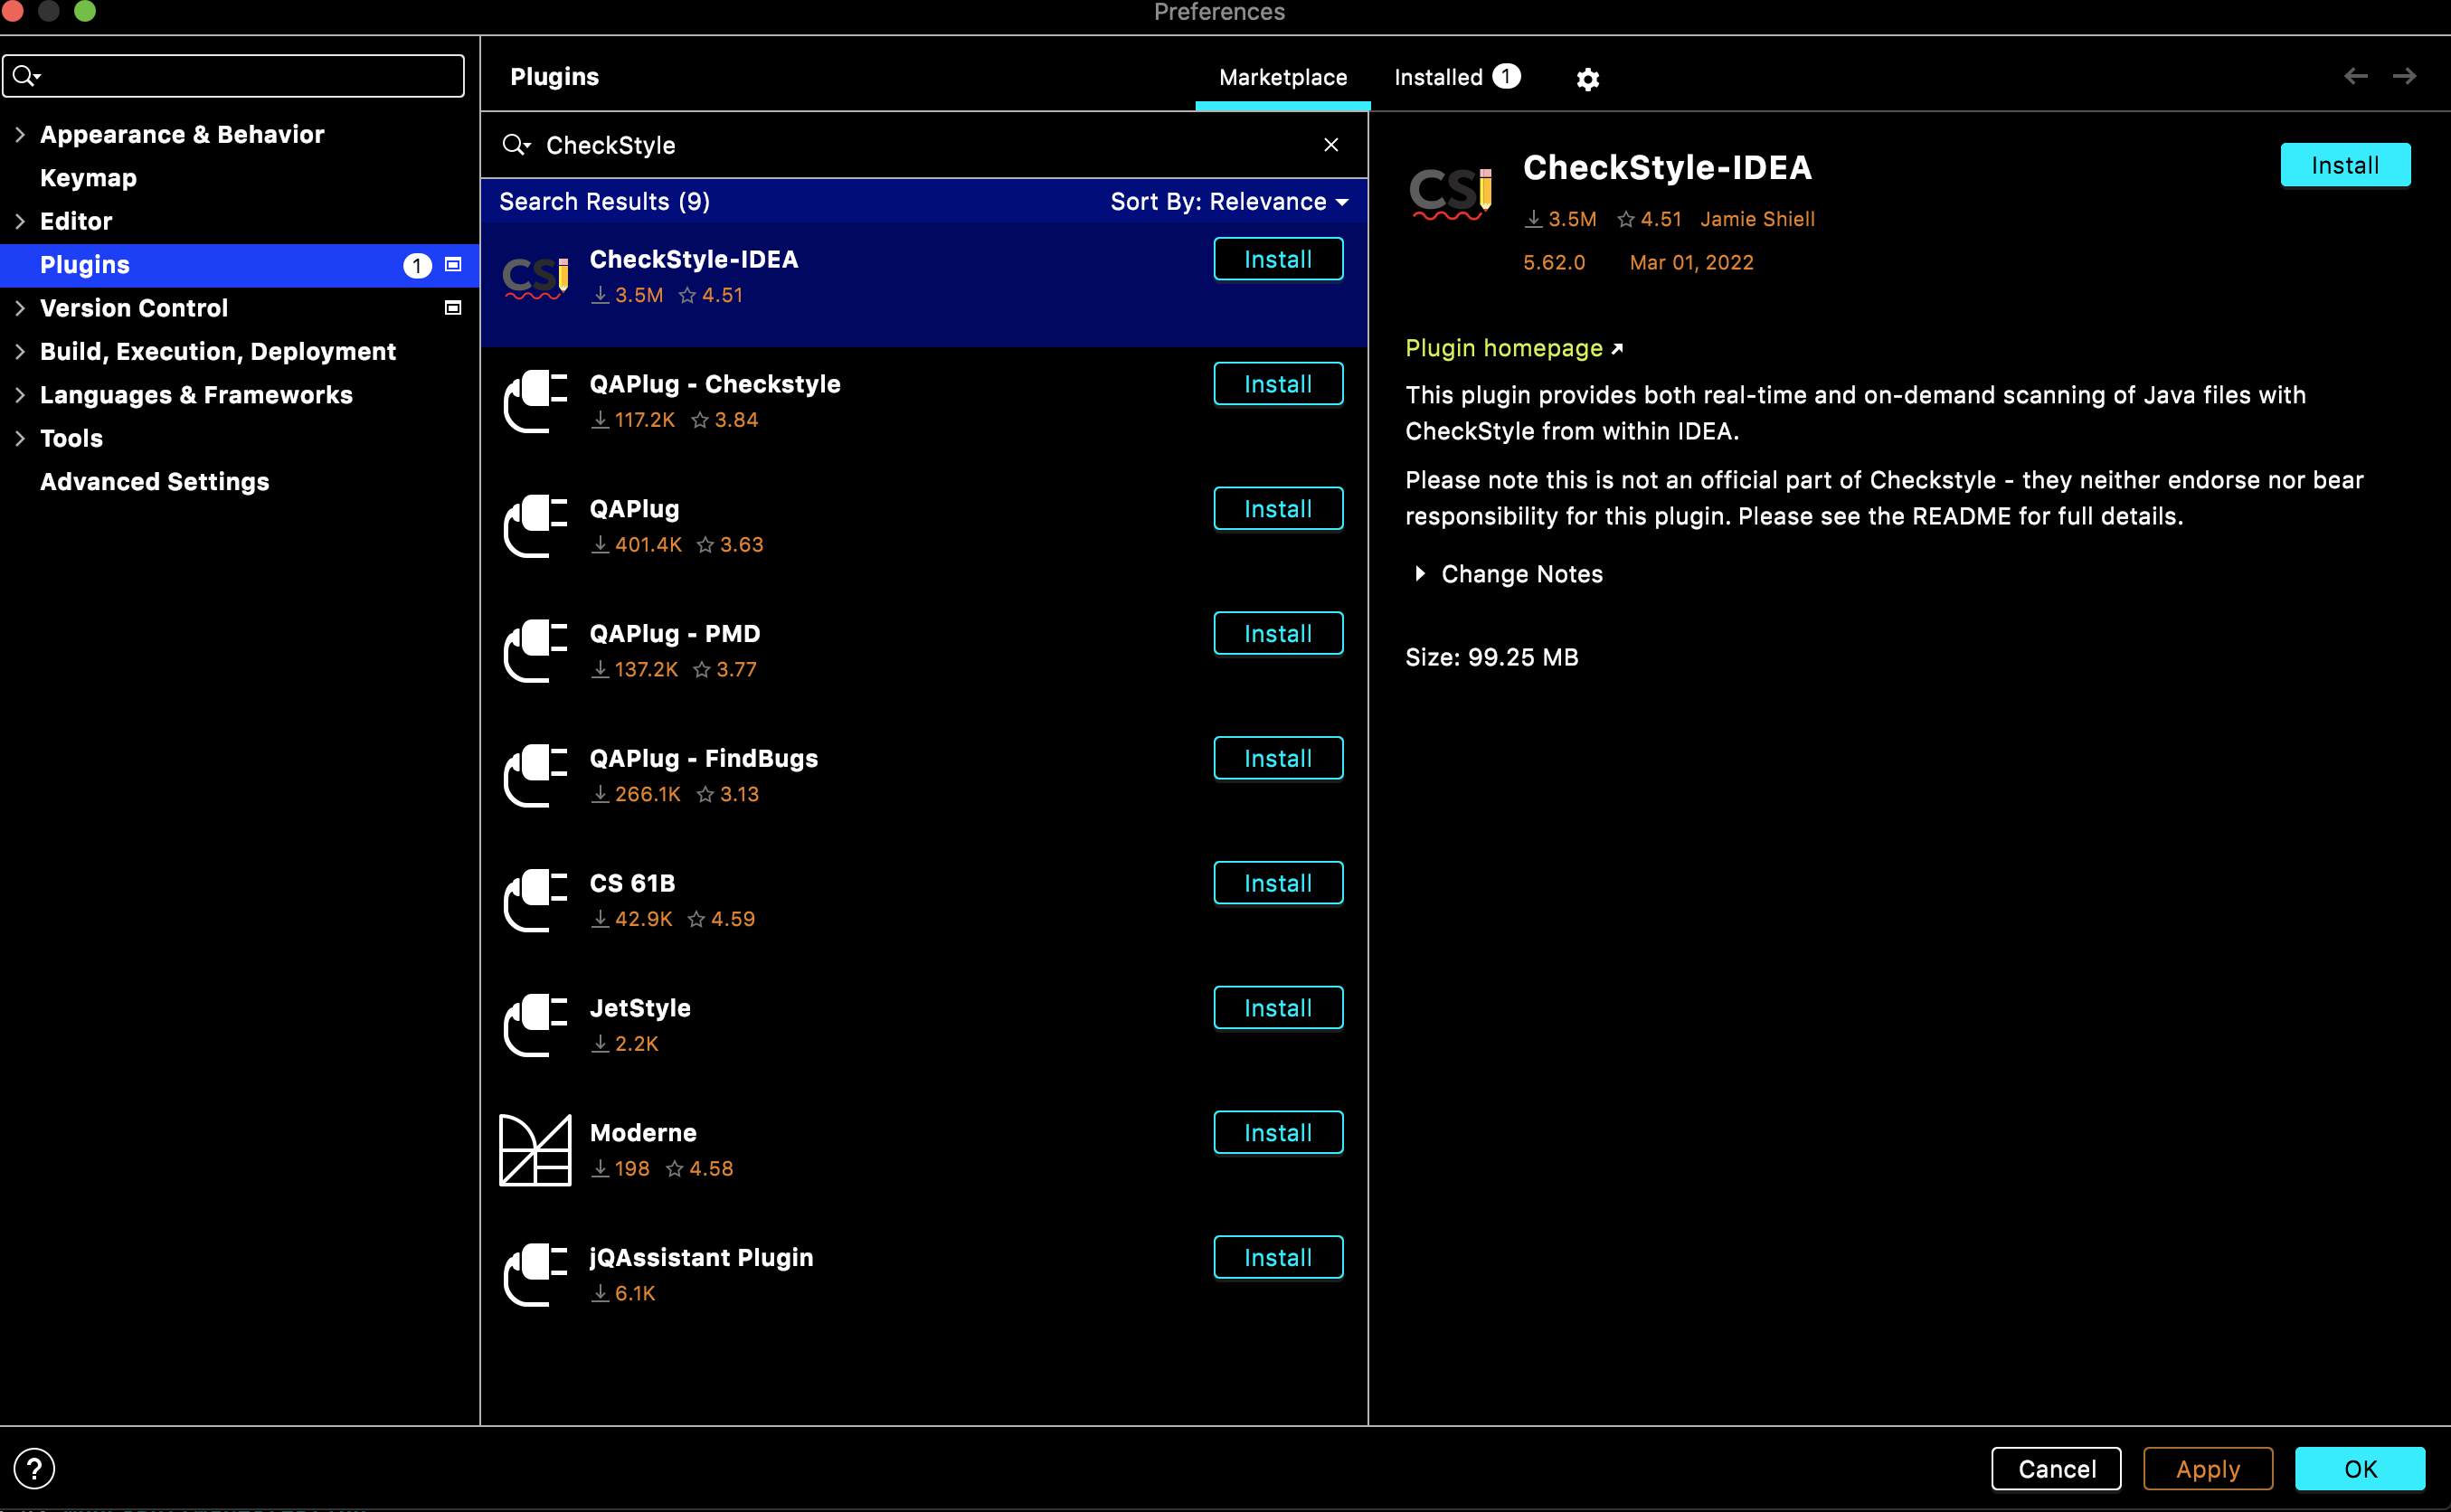 Preferences
Appearance & Behavior
Keymap
Editor
Plugins
1
Version Control
Build, Execution, Deployment
Languages & Frameworks
Tools
Advanced Settings
Plugins
Marketplace
Installed 1
CheckStyle
Search Results (9)
Sort By: Relevance
CheckStyle-IDEA
Install
3.5M 4.51
QAPlug - Checkstyle
Install
117.2K 3.84
QAPlug
Install
401.4K 3.63
QAPlug - PMD
Install
137.2K 3.77
QAPlug - FindBugs
Install
266.1K 3.13
CS 61B
Install
42.9K 4.59
JetStyle
Install
2.2K
Moderne
Install
198 4.58
jQAssistant Plugin
Install
6.1K
CSI
CheckStyle-IDEA
Install
3.5M 4.51 Jamie Shiell
5.62.0 Mar 01, 2022
Plugin homepage
This plugin provides both real-time and on-demand scanning of Java files with
CheckStyle from within IDEA.
Please note this is not an official part of Checkstyle - they neither endorse nor bear
responsibility for this plugin. Please see the README for full details.
Change Notes
Size: 99.25 MB
?
Cancel
Apply
OK